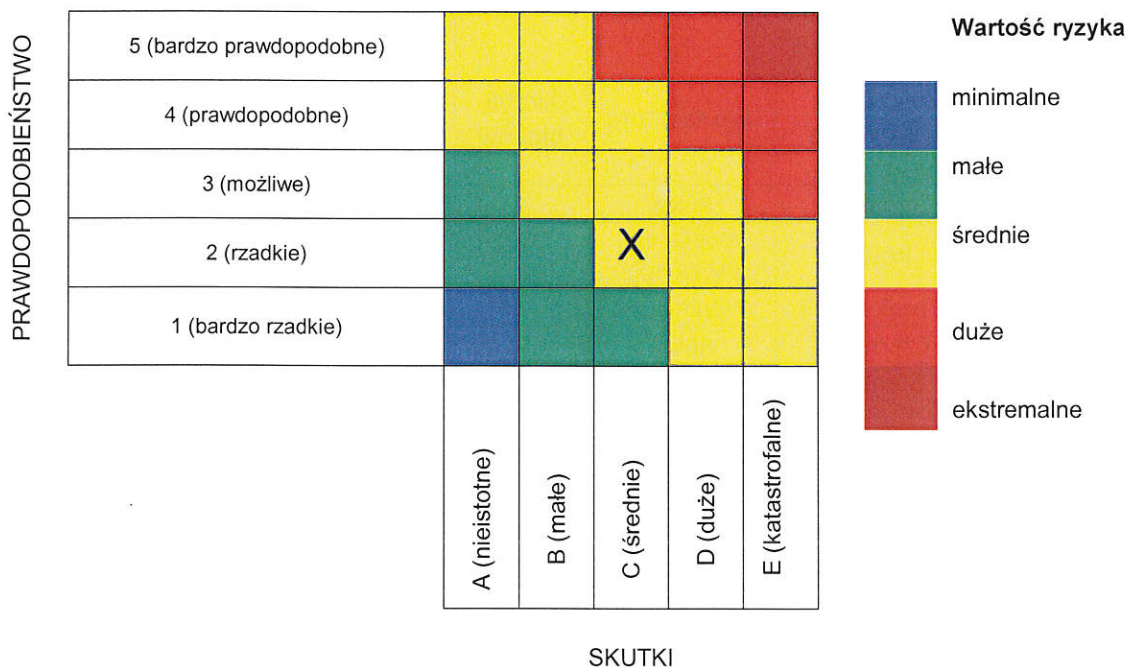 PRAWDOPODOBIEŃSTWO
5 (bardzo prawdopodobne)
4 (prawdopodobne)
3 (możliwe)
2 (rzadkie)
X
1 (bardzo rzadkie)
A (nieistotne)
B (małe)
C (średnie)
D (duże)
E (katastrofalne)
SKUTKI
Wartość ryzyka
minimalne
małe
średnie
duże
ekstremalne